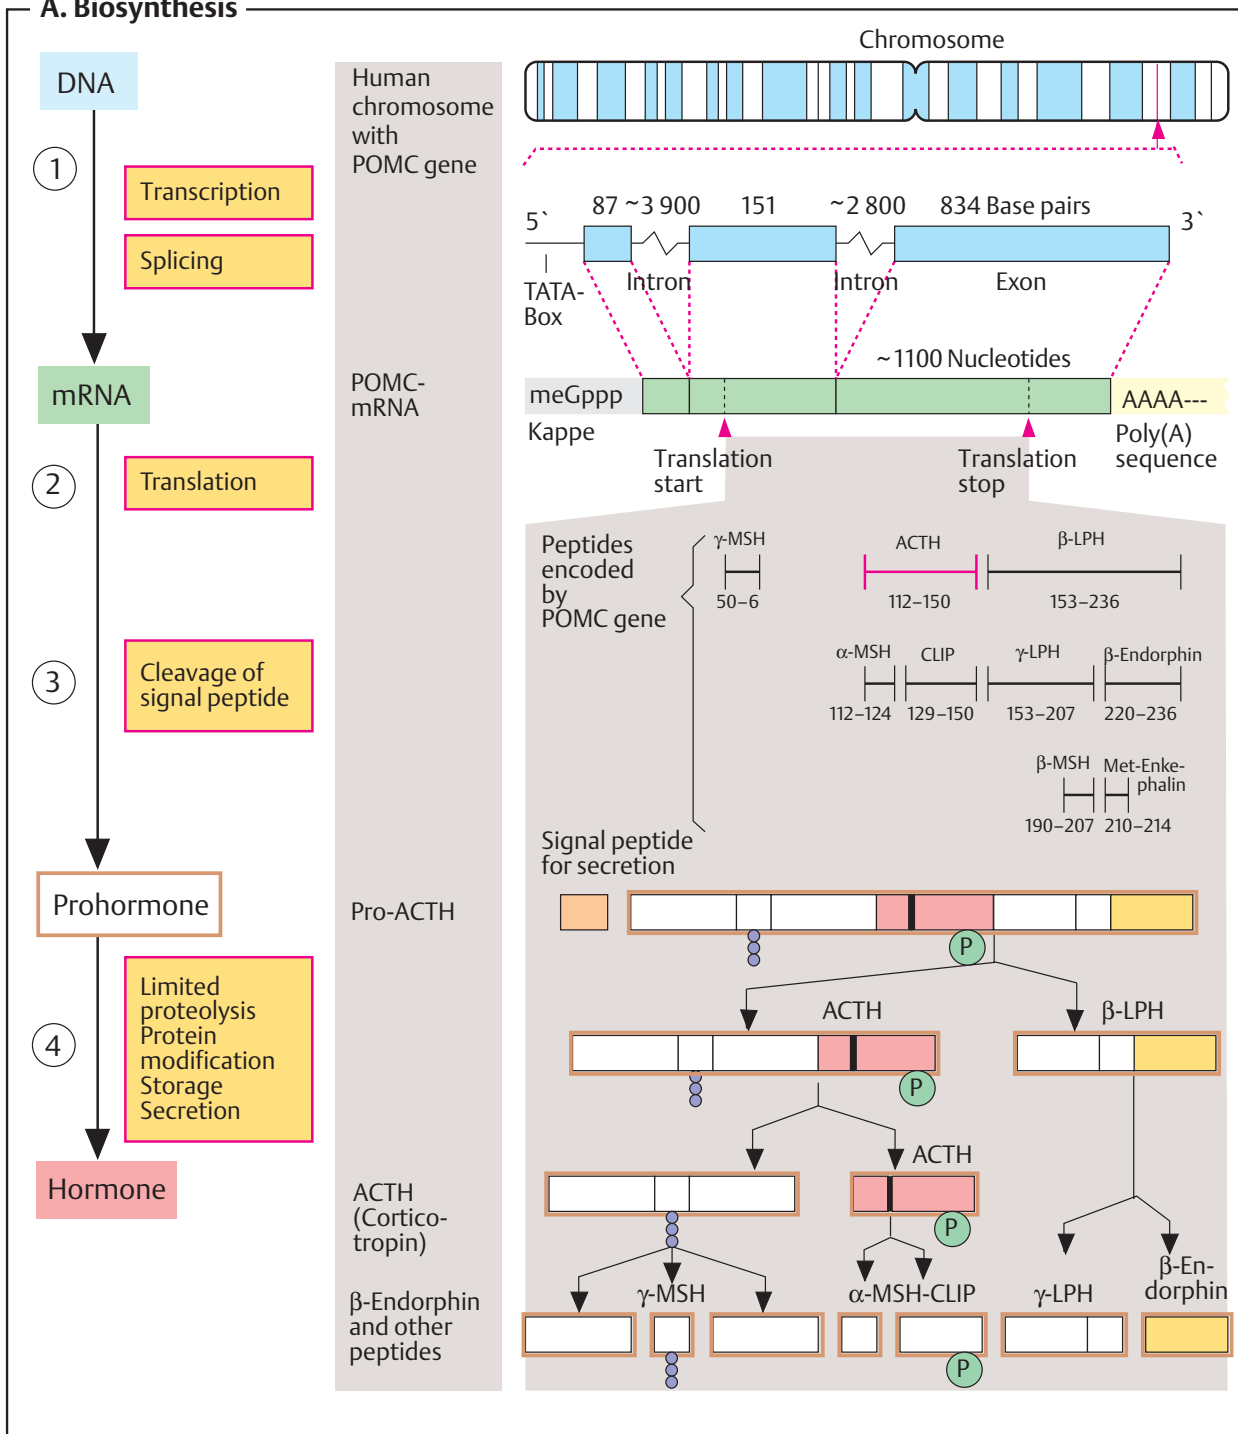 A. Biosynthesis
DNA
1
Transcription
Splicing
mRNA
2
Translation
3
Cleavage of
signal peptide
Prohormone
4
Limited
proteolysis
Protein
modification
Storage
Secretion
Hormone
Human
chromosome
with
POMC gene
POMC-
mRNA
Pro-ACTH
ACTH
(Cortico-
tropin)
β-Endorphin
and other
peptides
Chromosome
5` 87 ~3 900 151 ~2 800 834 Base pairs 3`
TATA-
Box
Intron Intron Exon
~1100 Nucleotides
meGppp AAAA---
Kappe
Poly(A)
sequence
Translation
start
Translation
stop
Peptides
encoded
by
POMC gene
γ-MSH ACTH β-LPH
50–6 112–150 153–236
α-MSH CLIP γ-LPH β-Endorphin
112–124 129–150 153–207 220–236
β-MSH Met-Enke-
phalin
190–207 210–214
Signal peptide
for secretion
P
ACTH β-LPH
P
ACTH
P
γ-MSH α-MSH-CLIP γ-LPH β-En-
dorphin
P